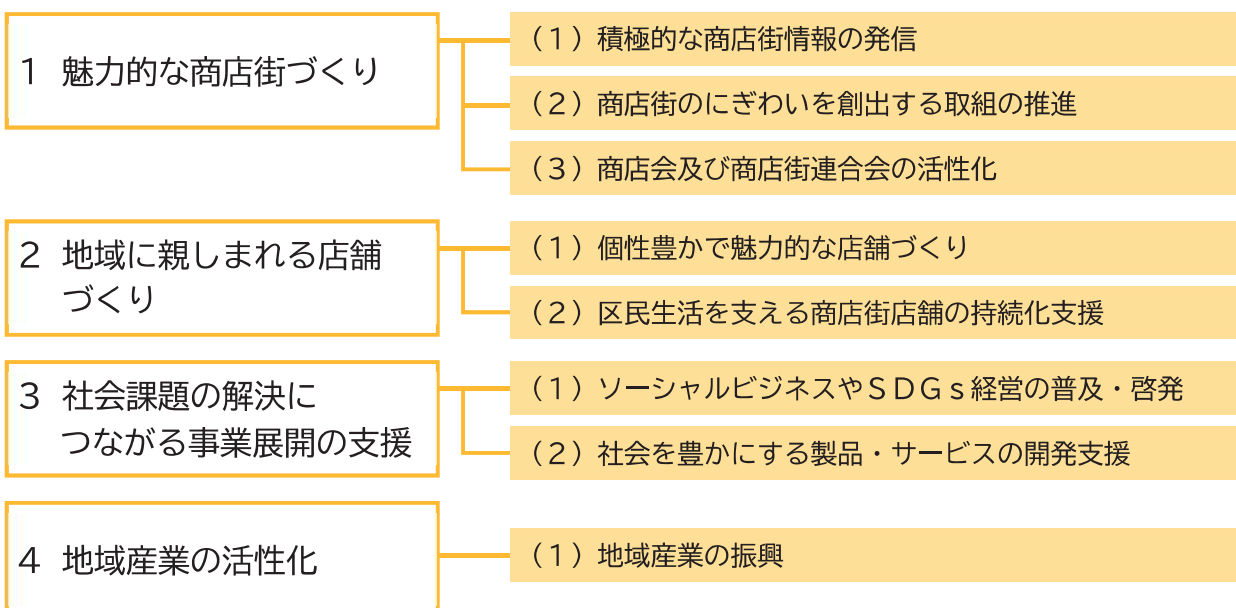 1 魅力的な商店街づくり
（1）積極的な商店街情報の発信
（2）商店街のにぎわいを創出する取組の推進
（3）商店会及び商店街連合会の活性化
2 地域に親しまれる店舗
づくり
（1）個性豊かで魅力的な店舗づくり
（2）区民生活を支える商店街店舗の持続化支援
3 社会課題の解決に
つながる事業展開の支援
（1）ソーシャルビジネスやＳＤＧｓ経営の普及・啓発
（2）社会を豊かにする製品・サービスの開発支援
4 地域産業の活性化
（1）地域産業の振興